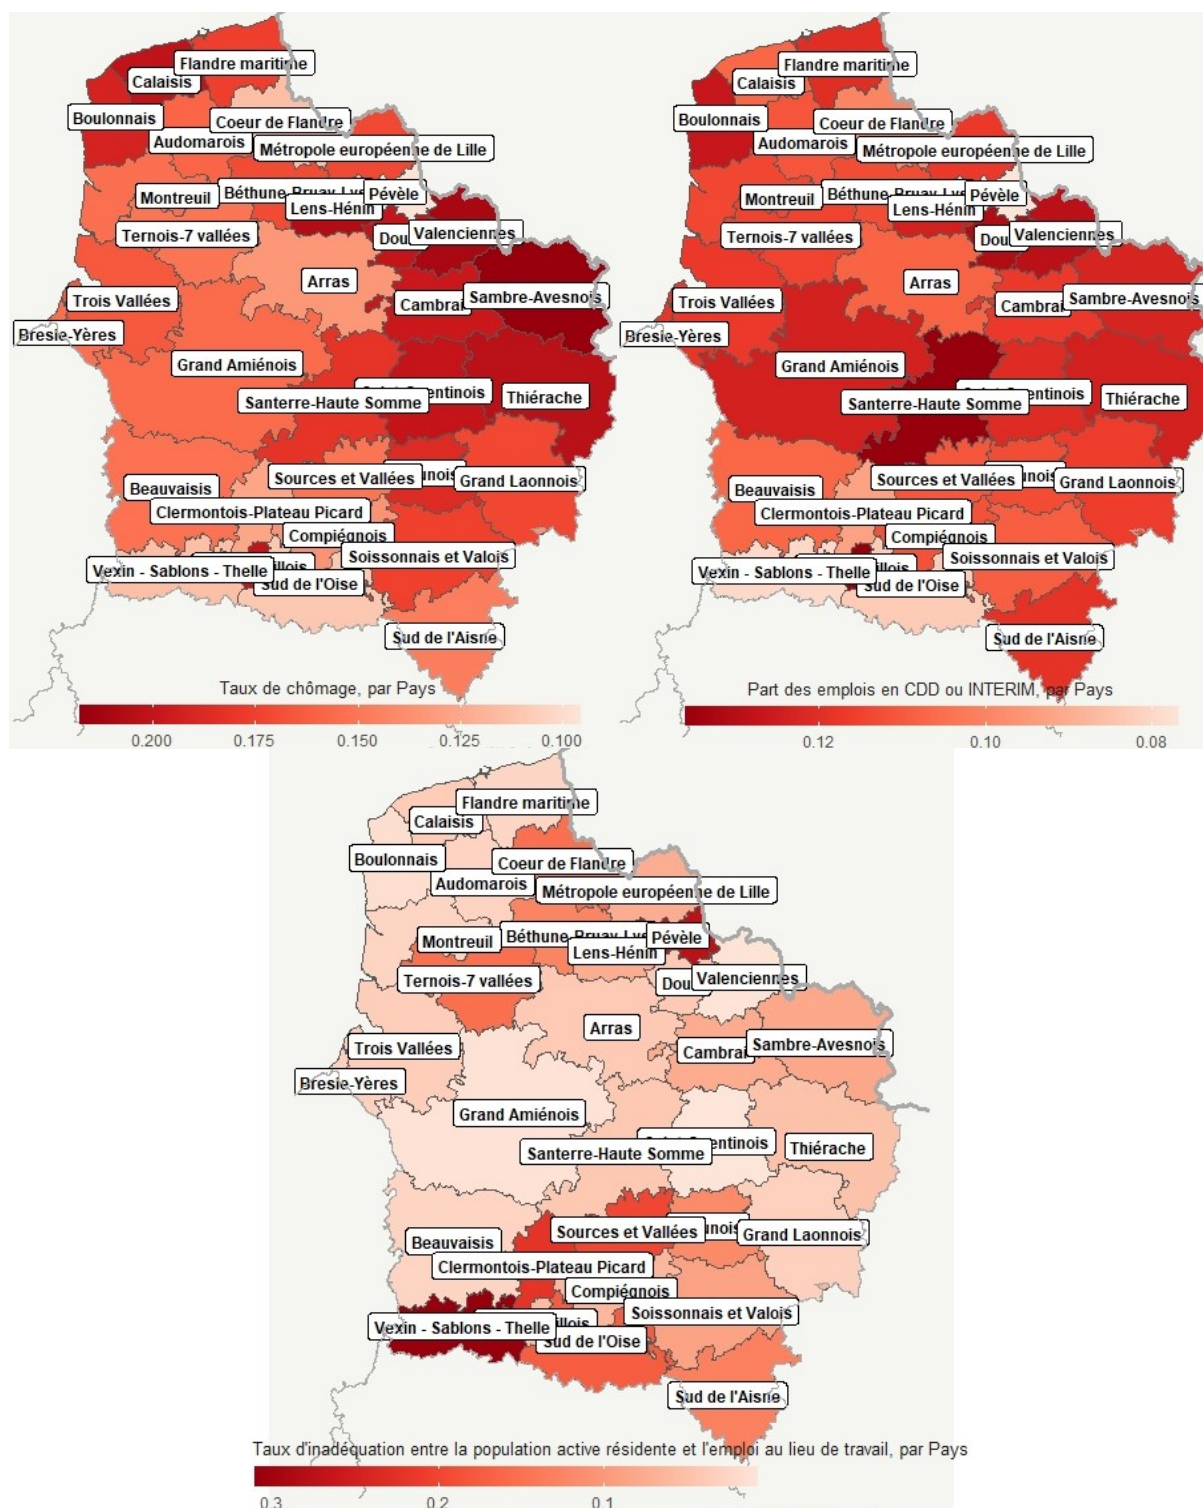 Flandre maritime
Calaisis
Boulonnais
Coeur de Flandre
Audomarois
Métropole européenne de Lille
Montreuil
Béthune-Bruay-Lys
Pévèle
Lens-Hénin
Ternois-7 vallées
Valenciennes
Arras
Cambrai
Sambre-Avesnois
Trois Vallées
Bresle-Yères
Grand Amiénois
Santerre-Haute Somme
Thiérache
Sources et Vallées
Grand Laonnois
Beauvaisis
Clermontois-Plateau Picard
Compiégnois
Soissonnais et Valois
Vexin - Sablons - Thelle
Sud de l'Oise
Sud de l'Aisne
Taux de chômage, par Pays
0.200 0.175 0.150 0.125 0.100
Flandre maritime
Calaisis
Boulonnais
Coeur de Flandre
Audomarois
Métropole européenne de Lille
Montreuil
Béthune-Bruay-Lys
Pévèle
Lens-Hénin
Ternois-7 vallées
Valenciennes
Arras
Cambrai
Sambre-Avesnois
Trois Vallées
Bresle-Yères
Grand Amiénois
Santerre-Haute Somme
Thiérache
Sources et Vallées
Grand Laonnois
Beauvaisis
Clermontois-Plateau Picard
Compiégnois
Soissonnais et Valois
Vexin - Sablons - Thelle
Sud de l'Oise
Sud de l'Aisne
Part des emplois en CDD ou INTERIM, par Pays
0.12 0.10 0.08
Flandre maritime
Calaisis
Boulonnais
Coeur de Flandre
Audomarois
Métropole européenne de Lille
Montreuil
Béthune-Bruay-Lys
Pévèle
Lens-Hénin
Ternois-7 vallées
Valenciennes
Arras
Cambrai
Sambre-Avesnois
Trois Vallées
Bresle-Yères
Grand Amiénois
Santerre-Haute Somme
Thiérache
Sources et Vallées
Grand Laonnois
Beauvaisis
Clermontois-Plateau Picard
Compiégnois
Soissonnais et Valois
Vexin - Sablons - Thelle
Sud de l'Oise
Sud de l'Aisne
Taux d'inadéquation entre la population active résidente et l'emploi au lieu de travail, par Pays
0.3 0.2 0.1